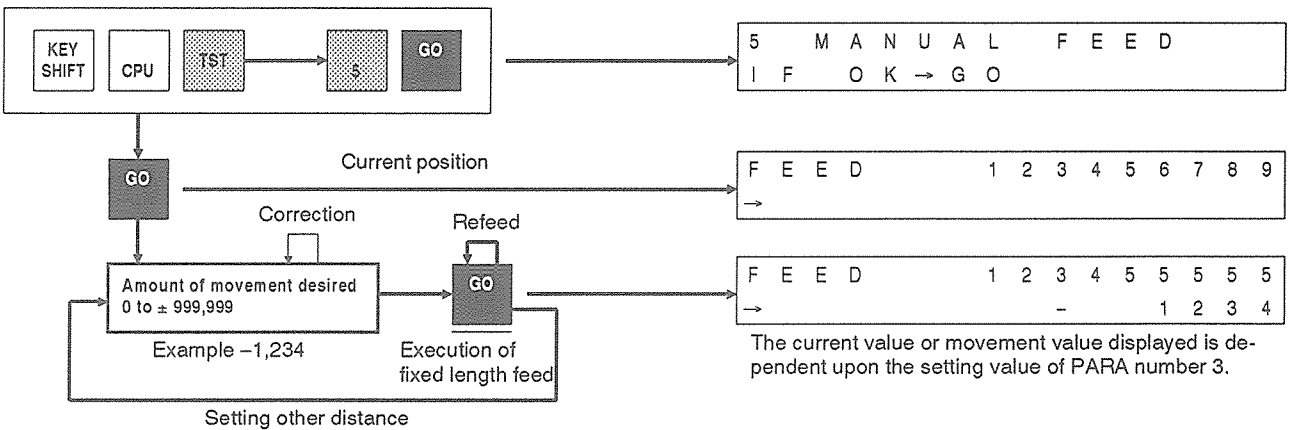 KEY SHIFT CPU TST 5 GO
5 MANUAL FEED
IF OK → GO
GO
Current position
FEED 123456789
→
Correction
Refeed
Amount of movement desired
0 to ± 999,999
GO
FEED 123455555
→ – 1234
Example –1,234
Execution of
fixed length feed
The current value or movement value displayed is de-
pendent upon the setting value of PARA number 3.
Setting other distance